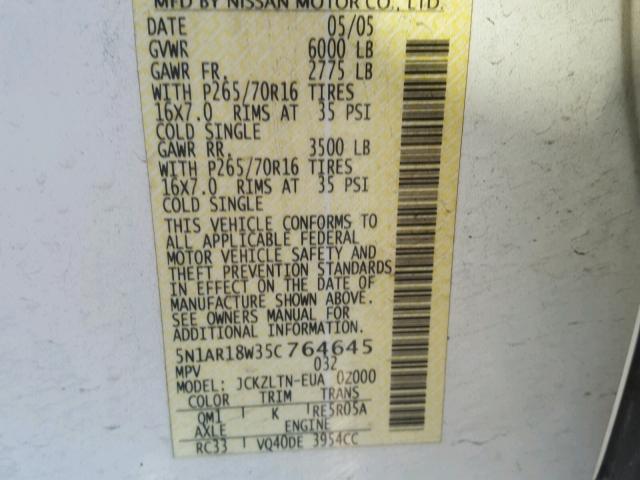 MFD BY NISSAN MOTOR CO., LTD.
DATE 05/05
GVWR 6000 LB
GAWR FR. 2775 LB
WITH P265/70R16 TIRES
16X7.0 RIMS AT 35 PSI
COLD SINGLE
GAWR RR. 3500 LB
WITH P265/70R16 TIRES
16X7.0 RIMS AT 35 PSI
COLD SINGLE
THIS VEHICLE CONFORMS TO
ALL APPLICABLE FEDERAL
MOTOR VEHICLE SAFETY AND
THEFT PREVENTION STANDARDS
IN EFFECT ON THE DATE OF
MANUFACTURE SHOWN ABOVE.
SEE OWNERS MANUAL FOR
ADDITIONAL INFORMATION.
5N1AR18W35C764645
MPV 032
MODEL: JCKZLTN-EUA 0Z000
COLOR TRIM TRANS
QM1 K RE5R05A
AXLE ENGINE
RC33 VQ40DE 3954CC